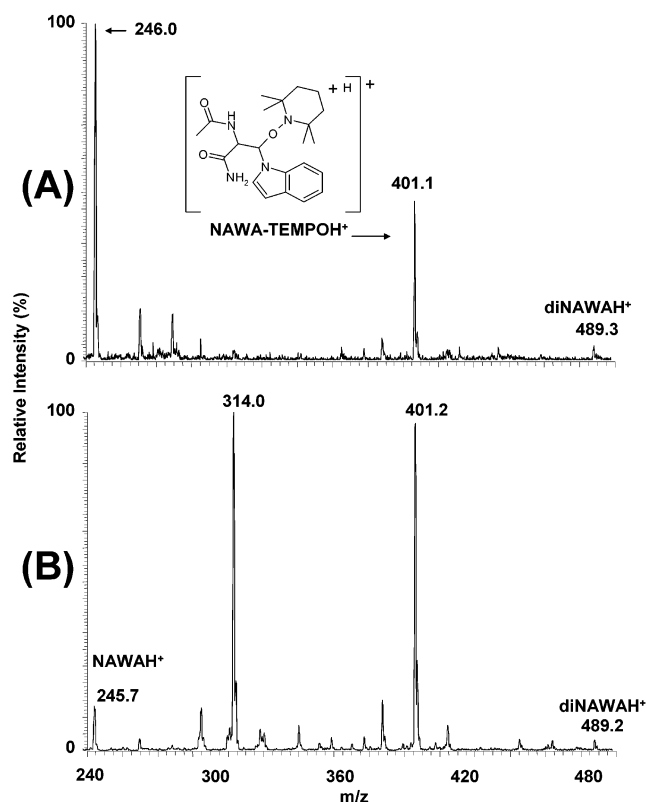 100
246.0
+ H
+
O
H
N
N
O
O
NH2
N
(A)
401.1
NAWA-TEMPOH+
diNAWAH+
489.3
0
Relative Intensity (%)
100
314.0
401.2
(B)
NAWAH+
245.7
diNAWAH+
489.2
0
240 300 360 420 480
m/z